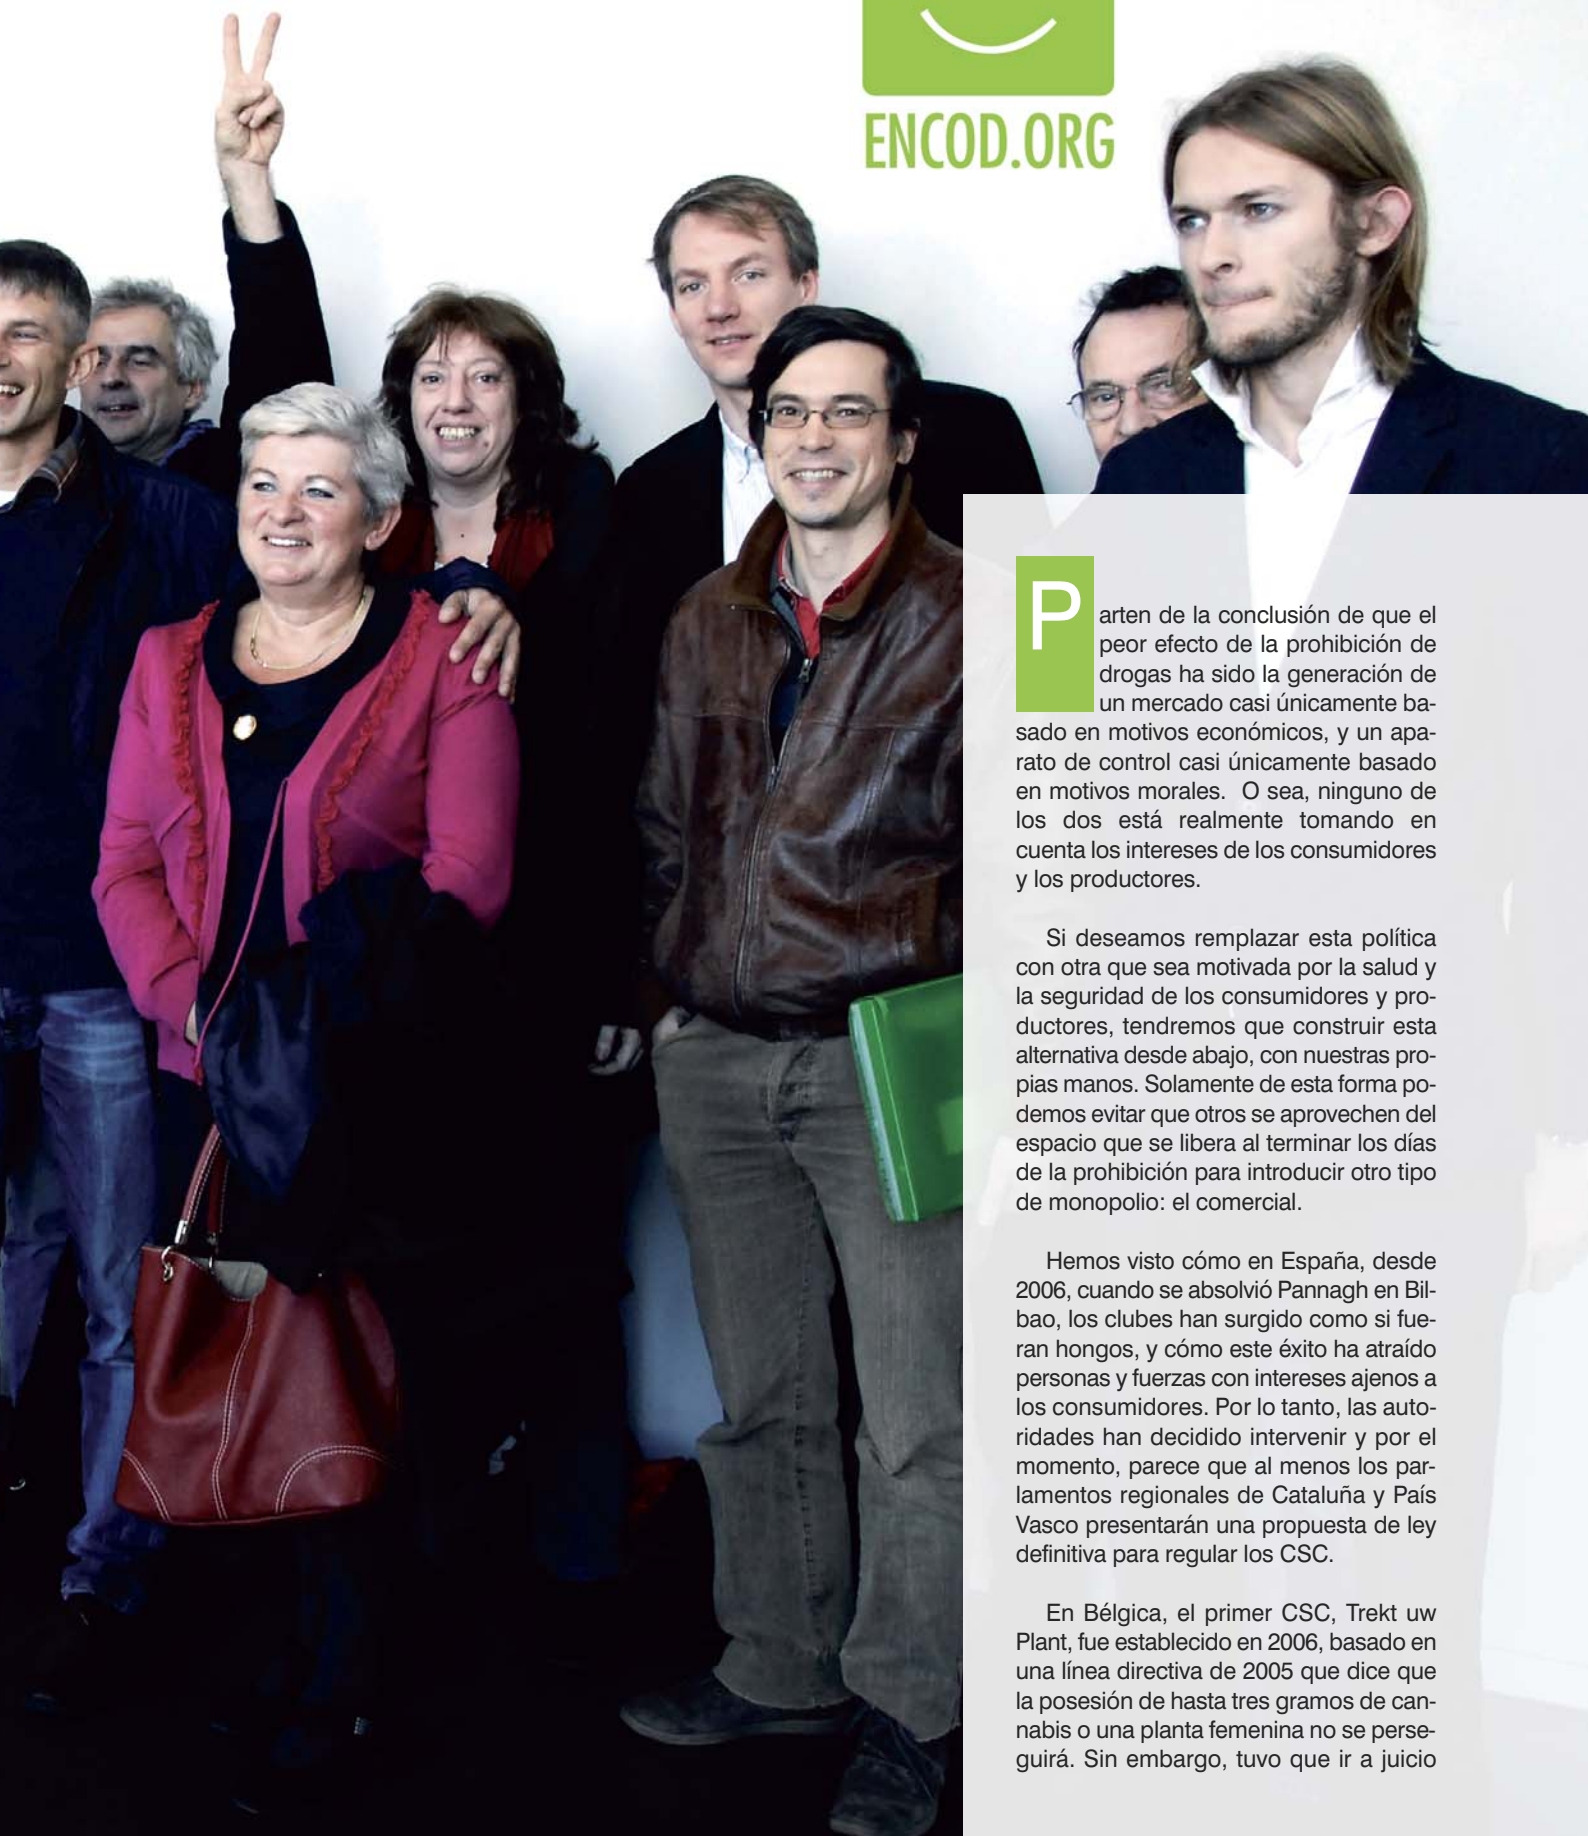 ENCOD.ORG
Parten de la conclusión de que el
peor efecto de la prohibición de
drogas ha sido la generación de
un mercado casi únicamente ba-
sado en motivos económicos, y un apa-
rato de control casi únicamente basado
en motivos morales. O sea, ninguno de
los dos está realmente tomando en
cuenta los intereses de los consumidores
y los productores.
Si deseamos remplazar esta política
con otra que sea motivada por la salud y
la seguridad de los consumidores y pro-
ductores, tendremos que construir esta
alternativa desde abajo, con nuestras pro-
pias manos. Solamente de esta forma po-
demos evitar que otros se aprovechen del
espacio que se libera al terminar los días
de la prohibición para introducir otro tipo
de monopolio: el comercial.
Hemos visto cómo en España, desde
2006, cuando se absolvió Pannagh en Bil-
bao, los clubes han surgido como si fue-
ran hongos, y cómo este éxito ha atraído
personas y fuerzas con intereses ajenos a
los consumidores. Por lo tanto, las auto-
ridades han decidido intervenir y por el
momento, parece que al menos los par-
lamentos regionales de Cataluña y País
Vasco presentarán una propuesta de ley
definitiva para regular los CSC.
En Bélgica, el primer CSC, Trekt uw
Plant, fue establecido en 2006, basado en
una línea directiva de 2005 que dice que
la posesión de hasta tres gramos de can-
nabis o una planta femenina no se perse-
guirá. Sin embargo, tuvo que ir a juicio